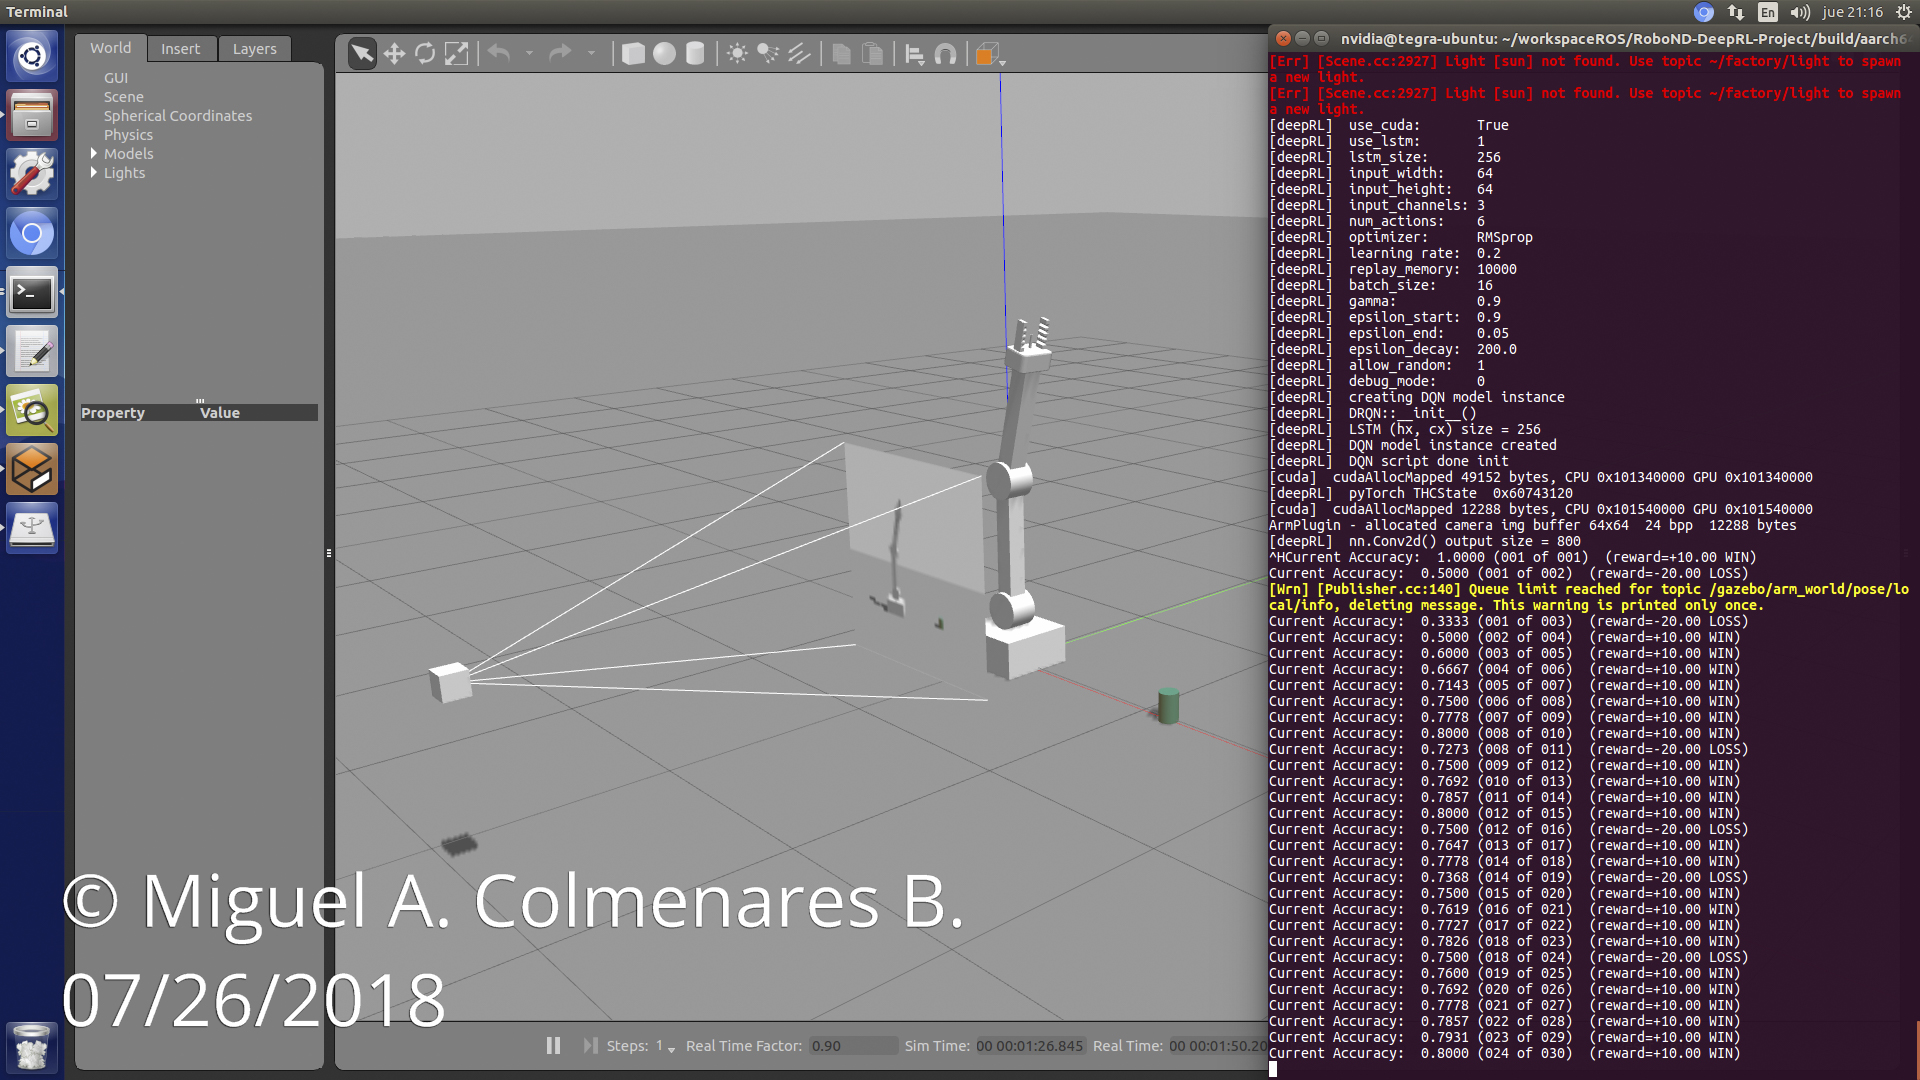 Terminal
En
jue 21:16
World
Insert
Layers
GUI
Scene
Spherical Coordinates
Physics
Models
Lights
Property Value
© Miguel A. Colmenares B.
07/26/2018
Steps: 1 Real Time Factor: 0.90 Sim Time: 00 00:01:26.845 Real Time: 00 00:01:50.20
nvidia@tegra-ubuntu: ~/workspaceROS/RoboND-DeepRL-Project/build/aarch6
[Err] [Scene.cc:2927] Light [sun] not found. Use topic ~/factory/light to spawn
a new light.
[Err] [Scene.cc:2927] Light [sun] not found. Use topic ~/factory/light to spawn
a new light.
[deepRL]  use_cuda:       True
[deepRL]  use_lstm:       1
[deepRL]  lstm_size:      256
[deepRL]  input_width:    64
[deepRL]  input_height:   64
[deepRL]  input_channels: 3
[deepRL]  num_actions:    6
[deepRL]  optimizer:      RMSprop
[deepRL]  learning rate:  0.2
[deepRL]  replay_memory:  10000
[deepRL]  batch_size:     16
[deepRL]  gamma:          0.9
[deepRL]  epsilon_start:  0.9
[deepRL]  epsilon_end:    0.05
[deepRL]  epsilon_decay:  200.0
[deepRL]  allow_random:   1
[deepRL]  debug_mode:     0
[deepRL]  creating DQN model instance
[deepRL]  DRQN::__init__()
[deepRL]  LSTM (hx, cx) size = 256
[deepRL]  DQN model instance created
[deepRL]  DQN script done init
[cuda]  cudaAllocMapped 49152 bytes, CPU 0x101340000 GPU 0x101340000
[deepRL]  pyTorch THCState  0x60743120
[cuda]  cudaAllocMapped 12288 bytes, CPU 0x101540000 GPU 0x101540000
ArmPlugin - allocated camera img buffer 64x64  24 bpp  12288 bytes
[deepRL]  nn.Conv2d() output size = 800
^HCurrent Accuracy:  1.0000 (001 of 001)  (reward=+10.00 WIN)
Current Accuracy:  0.5000 (001 of 002)  (reward=-20.00 LOSS)
[Wrn] [Publisher.cc:140] Queue limit reached for topic /gazebo/arm_world/pose/lo
cal/info, deleting message. This warning is printed only once.
Current Accuracy:  0.3333 (001 of 003)  (reward=-20.00 LOSS)
Current Accuracy:  0.5000 (002 of 004)  (reward=+10.00 WIN)
Current Accuracy:  0.6000 (003 of 005)  (reward=+10.00 WIN)
Current Accuracy:  0.6667 (004 of 006)  (reward=+10.00 WIN)
Current Accuracy:  0.7143 (005 of 007)  (reward=+10.00 WIN)
Current Accuracy:  0.7500 (006 of 008)  (reward=+10.00 WIN)
Current Accuracy:  0.7778 (007 of 009)  (reward=+10.00 WIN)
Current Accuracy:  0.8000 (008 of 010)  (reward=+10.00 WIN)
Current Accuracy:  0.7273 (008 of 011)  (reward=-20.00 LOSS)
Current Accuracy:  0.7500 (009 of 012)  (reward=+10.00 WIN)
Current Accuracy:  0.7692 (010 of 013)  (reward=+10.00 WIN)
Current Accuracy:  0.7857 (011 of 014)  (reward=+10.00 WIN)
Current Accuracy:  0.8000 (012 of 015)  (reward=+10.00 WIN)
Current Accuracy:  0.7500 (012 of 016)  (reward=-20.00 LOSS)
Current Accuracy:  0.7647 (013 of 017)  (reward=+10.00 WIN)
Current Accuracy:  0.7778 (014 of 018)  (reward=+10.00 WIN)
Current Accuracy:  0.7368 (014 of 019)  (reward=-20.00 LOSS)
Current Accuracy:  0.7500 (015 of 020)  (reward=+10.00 WIN)
Current Accuracy:  0.7619 (016 of 021)  (reward=+10.00 WIN)
Current Accuracy:  0.7727 (017 of 022)  (reward=+10.00 WIN)
Current Accuracy:  0.7826 (018 of 023)  (reward=+10.00 WIN)
Current Accuracy:  0.7500 (018 of 024)  (reward=-20.00 LOSS)
Current Accuracy:  0.7600 (019 of 025)  (reward=+10.00 WIN)
Current Accuracy:  0.7692 (020 of 026)  (reward=+10.00 WIN)
Current Accuracy:  0.7778 (021 of 027)  (reward=+10.00 WIN)
Current Accuracy:  0.7857 (022 of 028)  (reward=+10.00 WIN)
Current Accuracy:  0.7931 (023 of 029)  (reward=+10.00 WIN)
Current Accuracy:  0.8000 (024 of 030)  (reward=+10.00 WIN)